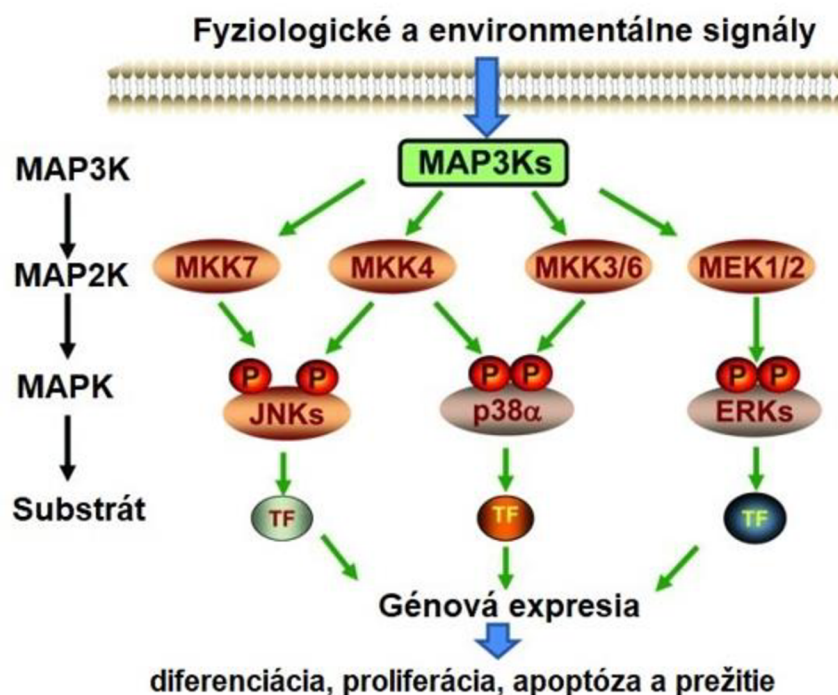 Fyziologické a environmentálne signály
MAP3K
MAP3Ks
MAP2K
MKK7
MKK4
MKK3/6
MEK1/2
MAPK
P P
P P
P P
JNKs
p38α
ERKs
Substrát
TF
TF
TF
Génová expresia
diferenciácia, proliferácia, apoptóza a prežitie